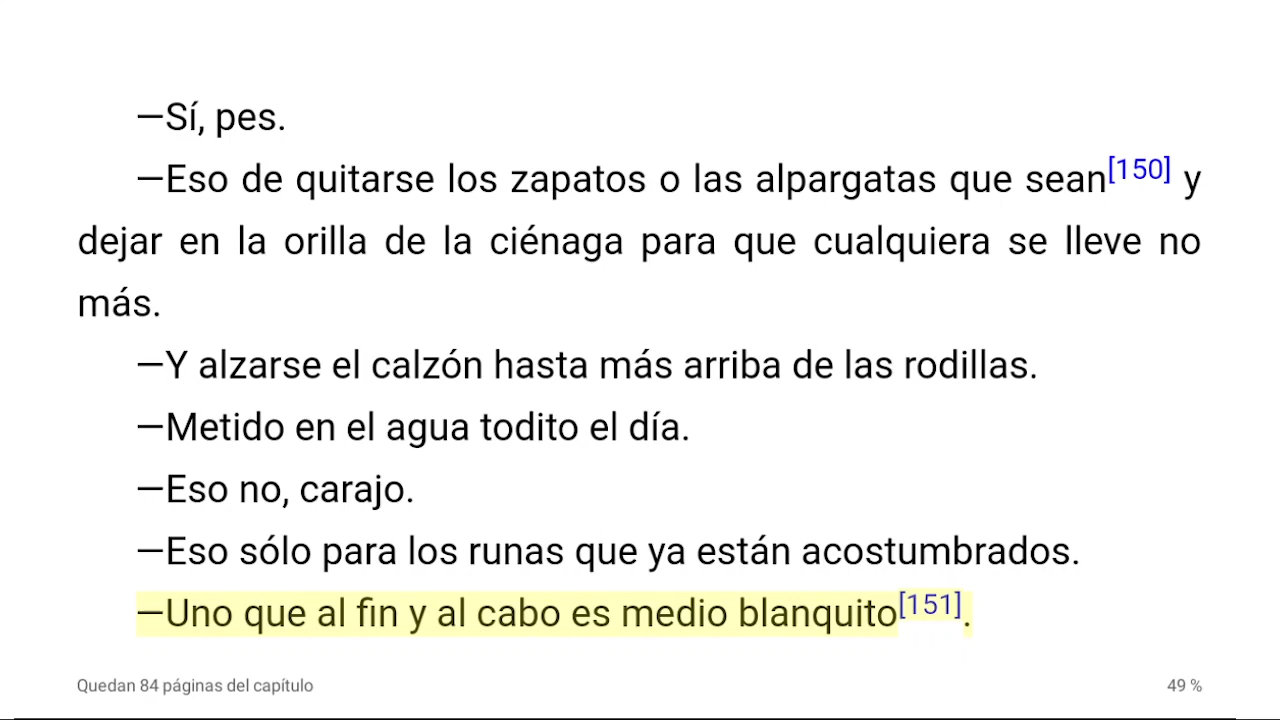 —Sí, pes.
—Eso de quitarse los zapatos o las alpargatas que sean[150] y
dejar en la orilla de la ciénaga para que cualquiera se lleve no
más.
—Y alzarse el calzón hasta más arriba de las rodillas.
—Metido en el agua todito el día.
—Eso no, carajo.
—Eso sólo para los runas que ya están acostumbrados.
—Uno que al fin y al cabo es medio blanquito[151].
Quedan 84 páginas del capítulo
49 %